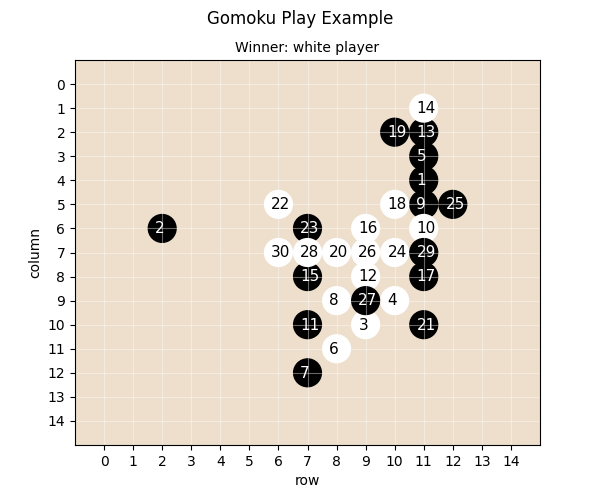 Gomoku Play Example
Winner: white player
0
1 14
2 19 13
3 5
4 1
5 22 18 9 25
6 2 23 16 10
column
7 30 28 20 26 24 29
8 15 12 17
9 8 27 4
10 11 3 21
11 6
12 7
13
14
0 1 2 3 4 5 6 7 8 9 10 11 12 13 14
row